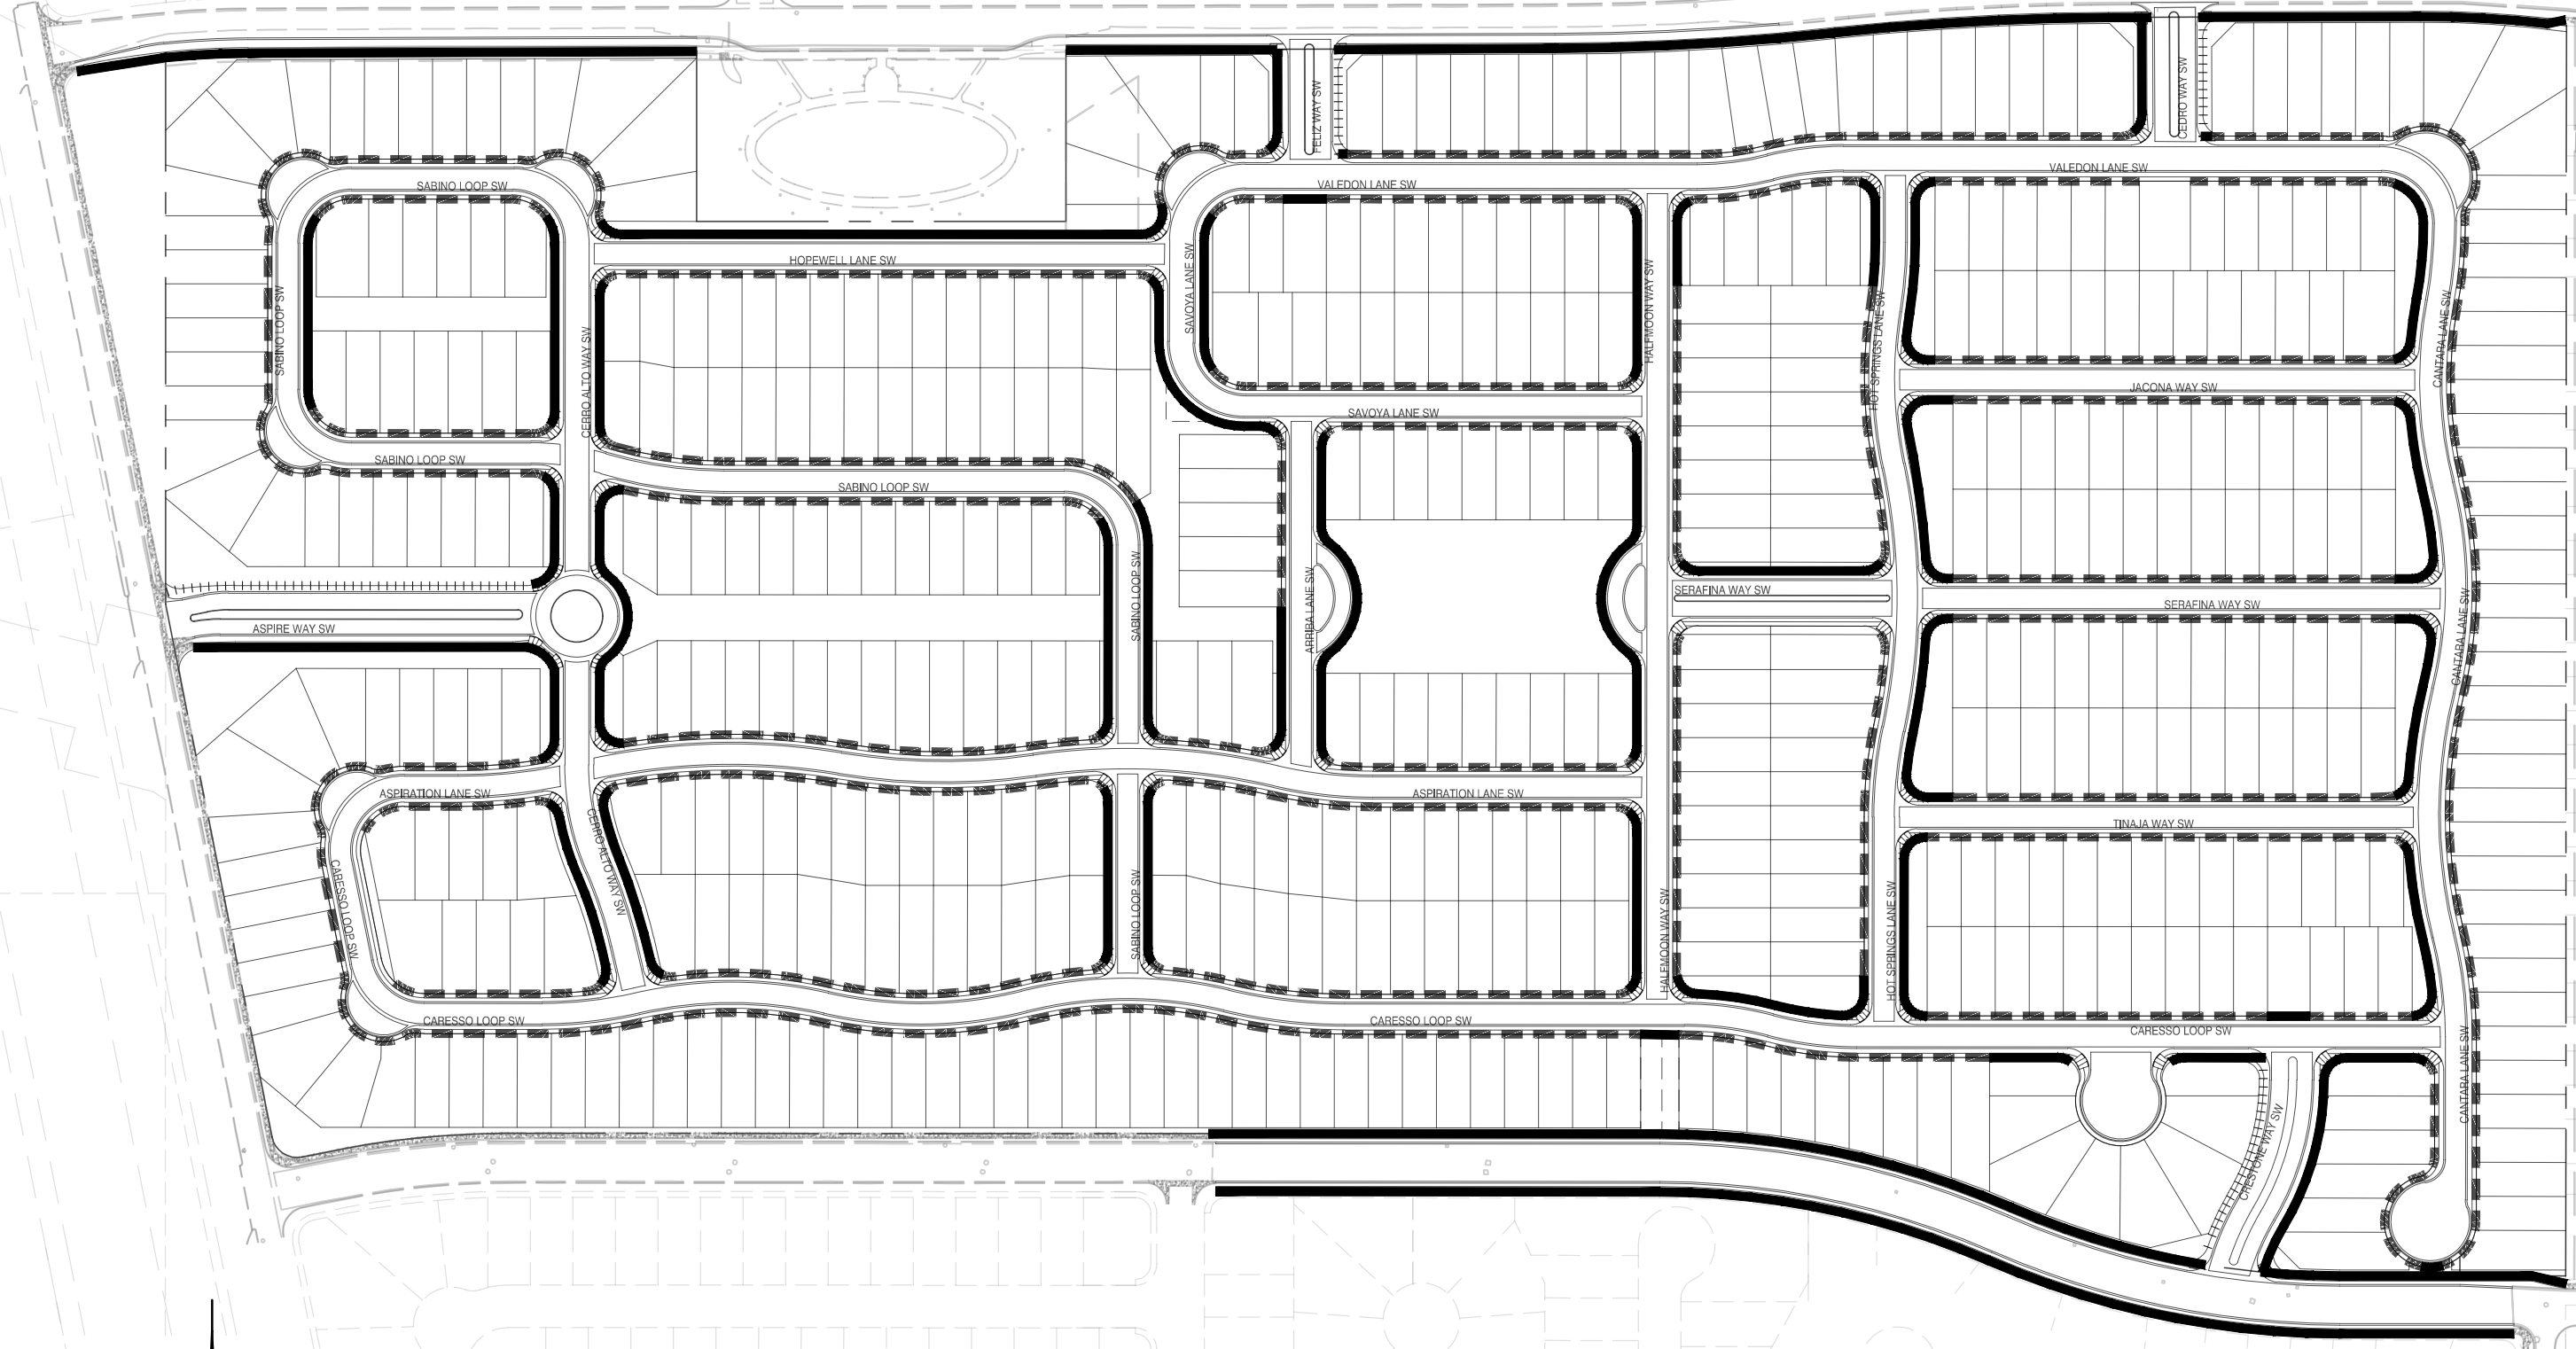 FELIZ WAY SW
CEDRO WAY SW
VALEDON LANE SW
SABINO LOOP SW
VALEDON LANE SW
HOPEWELL LANE SW
SAVOYA LANE SW
HALFMOON WAY SW
SABINO LOOP SW
CERRO ALTO WAY SW
HOT SPRINGS LANE SW
CANTARA LANE SW
JACONA WAY SW
SAVOYA LANE SW
SABINO LOOP SW
SABINO LOOP SW
SABINO LOOP SW
ARRIBA LANE SW
SERAFINA WAY SW
SERAFINA WAY SW
CANTARA LANE SW
ASPIRE WAY SW
ASPIRATION LANE SW
ASPIRATION LANE SW
TINAJA WAY SW
CERRO ALTO WAY SW
CARESSO LOOP SW
SABINO LOOP SW
HALFMOON WAY SW
HOT SPRINGS LANE SW
CARESSO LOOP SW
CARESSO LOOP SW
CARESSO LOOP SW
CANTARA LANE SW
CRESTONE WAY SW